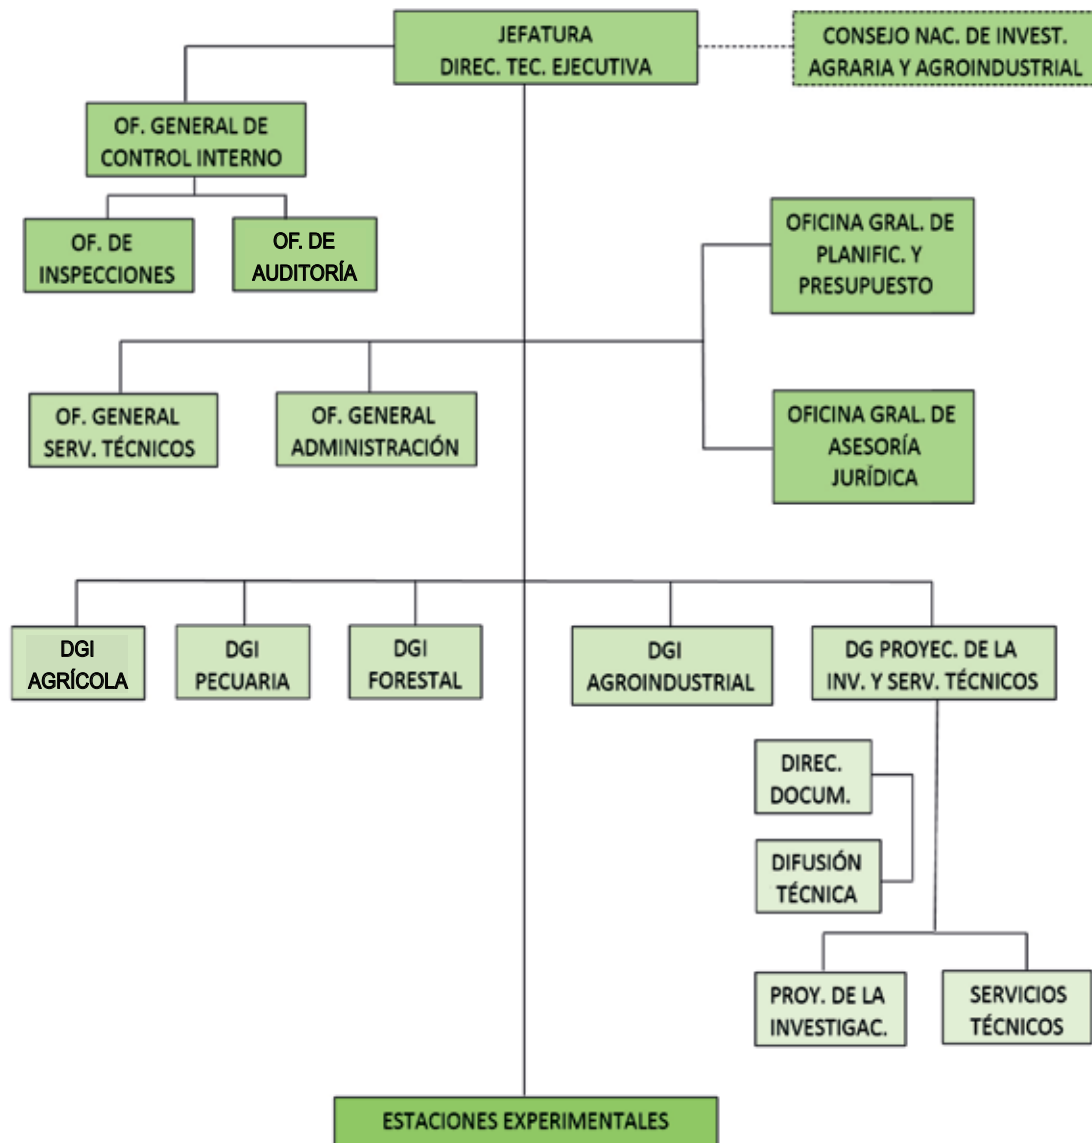 JEFATURA
DIREC. TEC. EJECUTIVA
CONSEJO NAC. DE INVEST.
AGRARIA Y AGROINDUSTRIAL
OF. GENERAL DE
CONTROL INTERNO
OF. DE
INSPECCIONES
OF. DE
AUDITORÍA
OFICINA GRAL. DE
PLANIFIC. Y
PRESUPUESTO
OF. GENERAL
SERV. TÉCNICOS
OF. GENERAL
ADMINISTRACIÓN
OFICINA GRAL. DE
ASESORÍA
JURÍDICA
DGI
AGRÍCOLA
DGI
PECUARIA
DGI
FORESTAL
DGI
AGROINDUSTRIAL
DG PROYEC. DE LA
INV. Y SERV. TÉCNICOS
DIREC.
DOCUM.
DIFUSIÓN
TÉCNICA
PROY. DE LA
INVESTIGAC.
SERVICIOS
TÉCNICOS
ESTACIONES EXPERIMENTALES